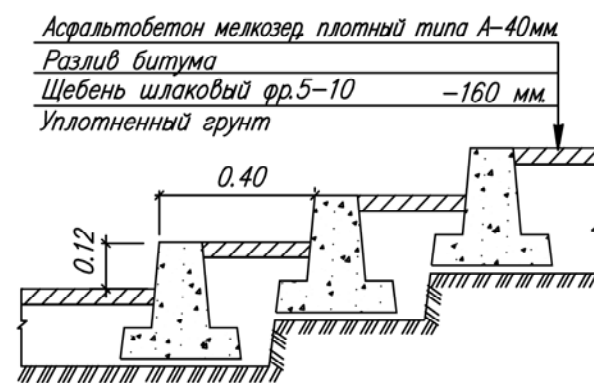 Асфальтобетон мелкозер. плотный типа А-40мм.
Разлив битума
Щебень шлаковый фр.5-10 -160 мм.
Уплотненный грунт
0.40
0.12